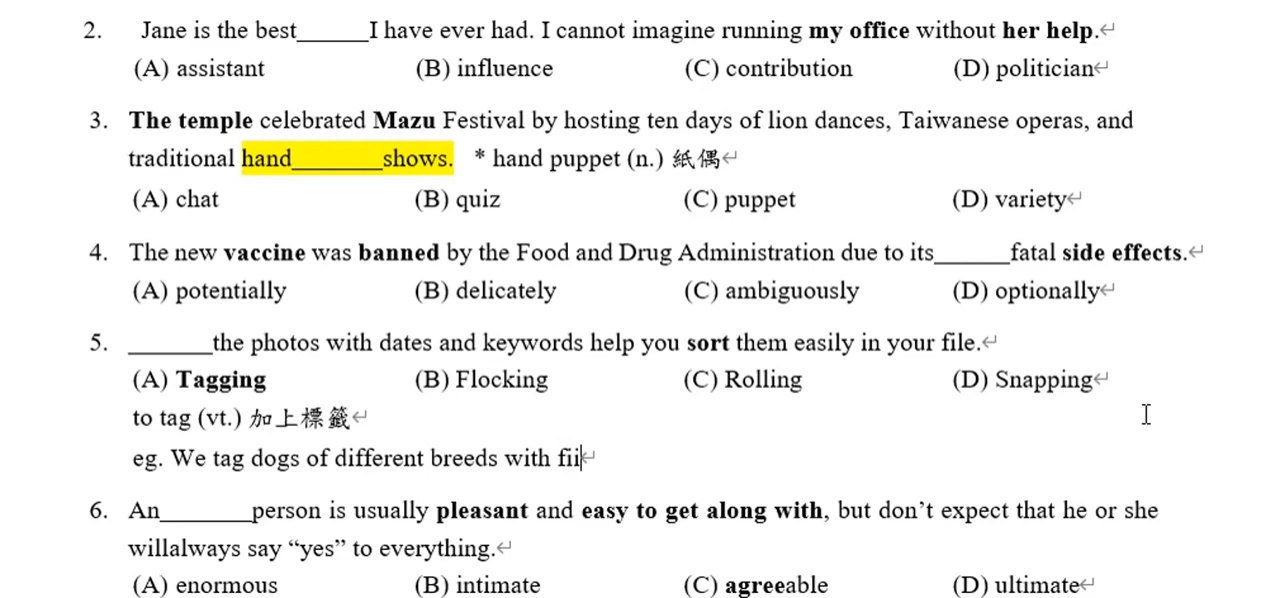 2. Jane is the best______I have ever had. I cannot imagine running my office without her help.↵
(A) assistant (B) influence (C) contribution (D) politician↵
3. The temple celebrated Mazu Festival by hosting ten days of lion dances, Taiwanese operas, and
traditional hand________shows. * hand puppet (n.) 紙偶↵
(A) chat (B) quiz (C) puppet (D) variety↵
4. The new vaccine was banned by the Food and Drug Administration due to its______fatal side effects.↵
(A) potentially (B) delicately (C) ambiguously (D) optionally↵
5. _______the photos with dates and keywords help you sort them easily in your file.↵
(A) Tagging (B) Flocking (C) Rolling (D) Snapping↵
to tag (vt.) 加上標籤↵
eg. We tag dogs of different breeds with fii↵
6. An________person is usually pleasant and easy to get along with, but don’t expect that he or she
willalways say “yes” to everything.↵
(A) enormous (B) intimate (C) agreeable (D) ultimate↵